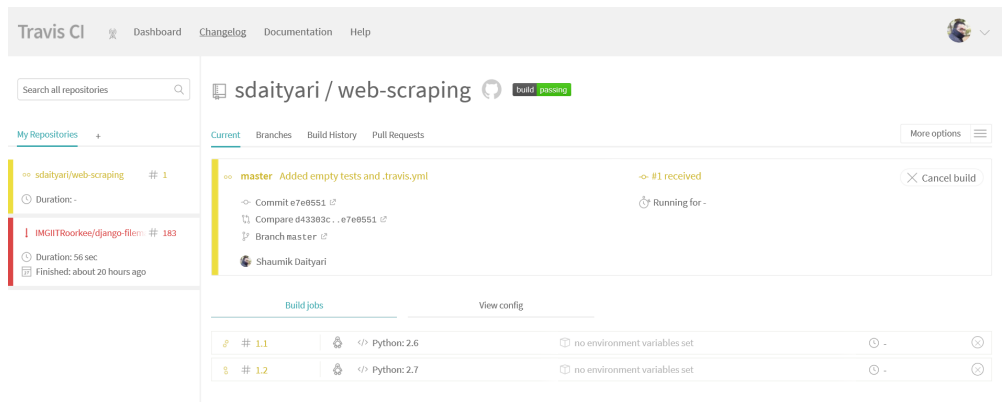 Travis CI Dashboard Changelog Documentation Help
Search all repositories
My Repositories +
sdaityari/web-scraping # 1
Duration: -
! IMGIITRoorkee/django-filem # 183
Duration: 56 sec
Finished: about 20 hours ago
sdaityari / web-scraping build passing
Current Branches Build History Pull Requests More options
master Added empty tests and .travis.yml #1 received Cancel build
Commit e7e0551 Running for -
Compare d43303c..e7e0551
Branch master
Shaumik Daityari
Build jobs View config
# 1.1 </> Python: 2.6 no environment variables set -
# 1.2 </> Python: 2.7 no environment variables set -